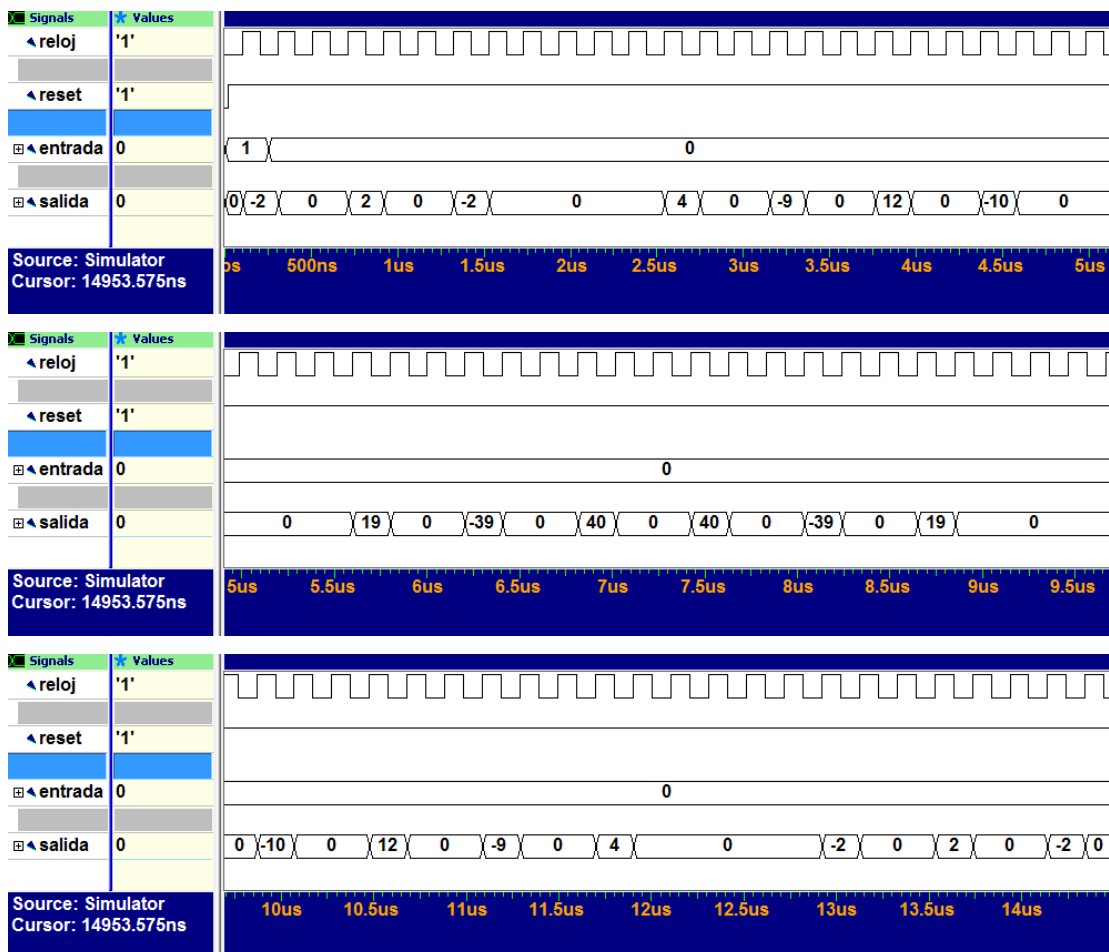 Signals Values
reloj '1'
reset '1'
entrada 0 1 0
salida 0 0 -2 0 2 0 -2 0 4 0 -9 0 12 0 -10 0
Source: Simulator
Cursor: 14953.575ns
ps 500ns 1us 1.5us 2us 2.5us 3us 3.5us 4us 4.5us 5us
Signals Values
reloj '1'
reset '1'
entrada 0 0
salida 0 0 19 0 -39 0 40 0 40 0 -39 0 19 0
Source: Simulator
Cursor: 14953.575ns
5us 5.5us 6us 6.5us 7us 7.5us 8us 8.5us 9us 9.5us
Signals Values
reloj '1'
reset '1'
entrada 0 0
salida 0 0 -10 0 12 0 -9 0 4 0 -2 0 2 0 -2 0
Source: Simulator
Cursor: 14953.575ns
10us 10.5us 11us 11.5us 12us 12.5us 13us 13.5us 14us